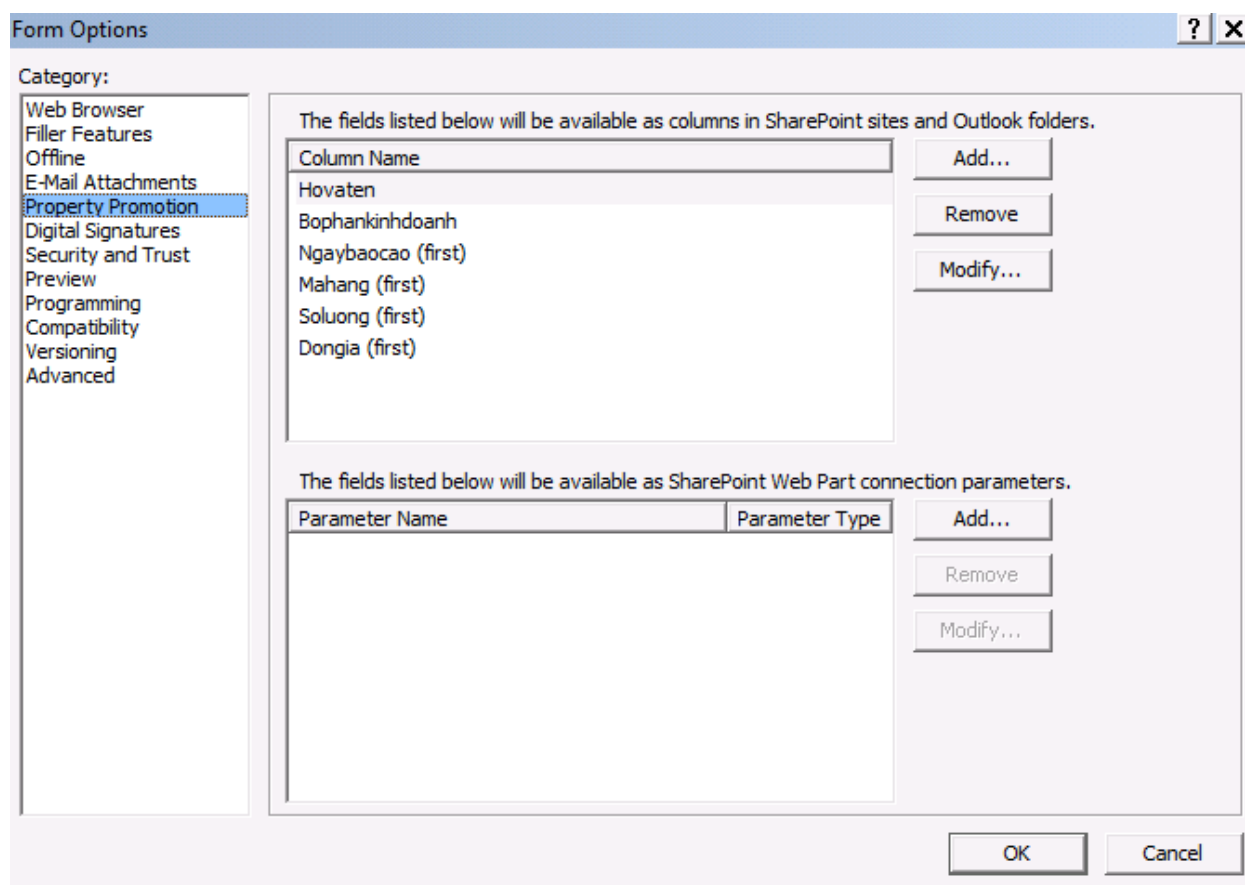 Form Options
Category:
Web Browser
Filler Features
Offline
E-Mail Attachments
Property Promotion
Digital Signatures
Security and Trust
Preview
Programming
Compatibility
Versioning
Advanced
The fields listed below will be available as columns in SharePoint sites and Outlook folders.
Column Name
Hovaten
Bophankinhdoanh
Ngaybaocao (first)
Mahang (first)
Soluong (first)
Dongia (first)
Add...
Remove
Modify...
The fields listed below will be available as SharePoint Web Part connection parameters.
Parameter Name Parameter Type
Add...
Remove
Modify...
OK Cancel